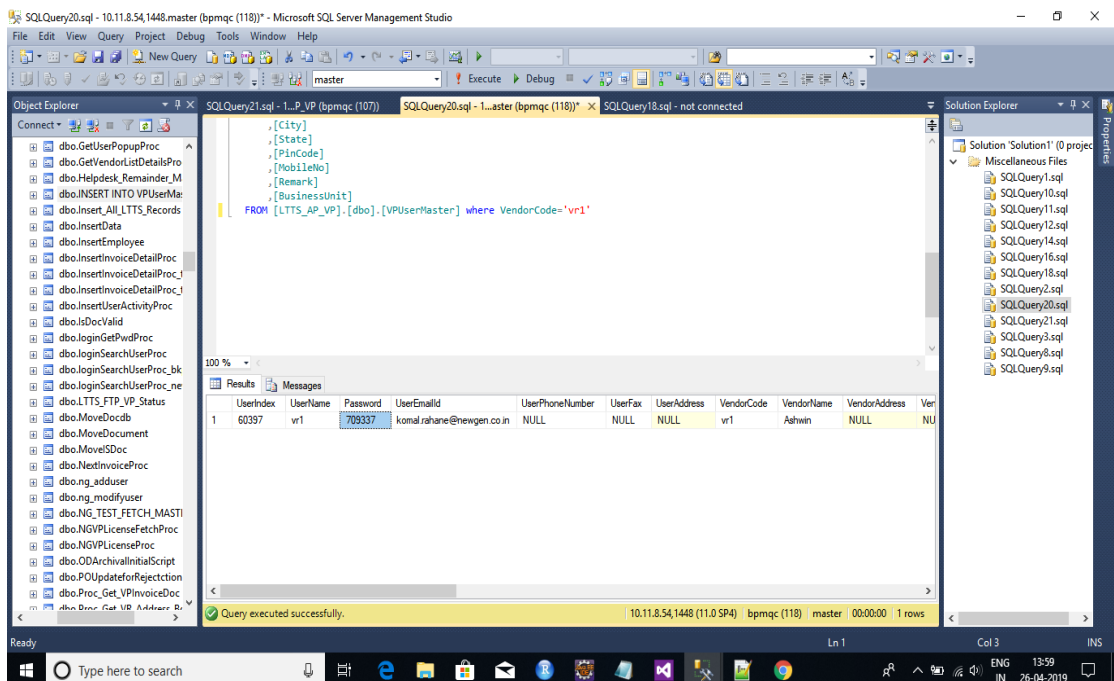 SQLQuery20.sql - 10.11.8.54,1448.master (bpmqc (118))* - Microsoft SQL Server Management Studio
File Edit View Query Project Debug Tools Window Help
New Query
master
Execute Debug
Object Explorer
Connect
dbo.GetUserPopupProc
dbo.GetVendorListDetailsPro
dbo.Helpdesk_Remainder_M
dbo.INSERT INTO VPUserMas
dbo.Insert_All_LTTS_Records
dbo.InsertData
dbo.InsertEmployee
dbo.InsertInvoiceDetailProc
dbo.InsertInvoiceDetailProc_t
dbo.InsertInvoiceDetailProc_t
dbo.InsertUserActivityProc
dbo.IsDocValid
dbo.loginGetPwdProc
dbo.loginSearchUserProc
dbo.loginSearchUserProc_bk
dbo.loginSearchUserProc_ne
dbo.LTTS_FTP_VP_Status
dbo.MoveDocdb
dbo.MoveDocument
dbo.MoveISDoc
dbo.NextInvoiceProc
dbo.ng_adduser
dbo.ng_modifyuser
dbo.NG_TEST_FETCH_MASTI
dbo.NGVPLicenseFetchProc
dbo.NGVPLicenseProc
dbo.ODArchivalInitialScript
dbo.POUpdateforRejectction
dbo.Proc_Get_VPInvoiceDoc
SQLQuery21.sql - 1...P_VP (bpmqc (107)) SQLQuery20.sql - 1...aster (bpmqc (118))* SQLQuery18.sql - not connected
,[City]
,[State]
,[PinCode]
,[MobileNo]
,[Remark]
,[BusinessUnit]
FROM [LTTS_AP_VP].[dbo].[VPUserMaster] where VendorCode='vr1'
100 %
Results Messages
UserIndex UserName Password UserEmailId UserPhoneNumber UserFax UserAddress VendorCode VendorName VendorAddress Ven
1 60397 vr1 709337 komal.rahane@newgen.co.in NULL NULL NULL vr1 Ashwin NULL NU
Query executed successfully. 10.11.8.54,1448 (11.0 SP4) bpmqc (118) master 00:00:00 1 rows
Solution Explorer
Solution 'Solution1' (0 projec
Miscellaneous Files
SQLQuery1.sql
SQLQuery10.sql
SQLQuery11.sql
SQLQuery12.sql
SQLQuery14.sql
SQLQuery16.sql
SQLQuery18.sql
SQLQuery2.sql
SQLQuery20.sql
SQLQuery21.sql
SQLQuery3.sql
SQLQuery8.sql
SQLQuery9.sql
Properties
Ready Ln 1 Col 3 INS
Type here to search
ENG
IN
13:59
26-04-2019